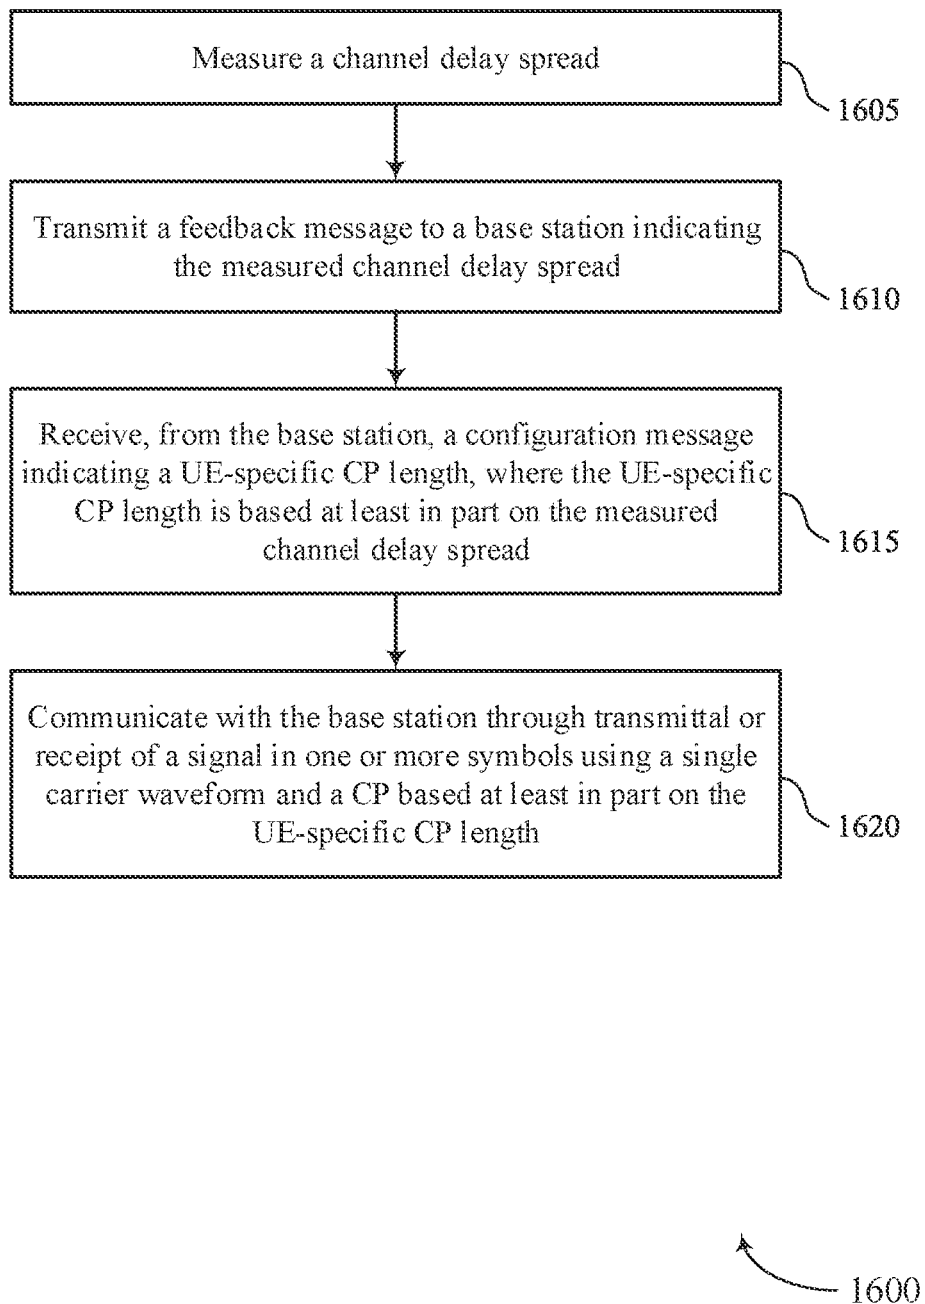 Measure a channel delay spread
1605
Transmit a feedback message to a base station indicating
the measured channel delay spread
1610
Receive, from the base station, a configuration message
indicating a UE-specific CP length, where the UE-specific
CP length is based at least in part on the measured
channel delay spread
1615
Communicate with the base station through transmittal or
receipt of a signal in one or more symbols using a single
carrier waveform and a CP based at least in part on the
UE-specific CP length
1620
1600